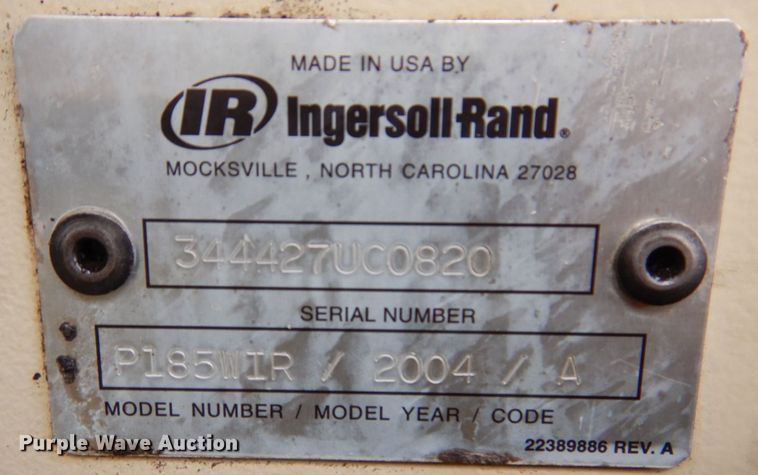 MADE IN USA BY
IR Ingersoll-Rand®
MOCKSVILLE , NORTH CAROLINA 27028
344427UC0820
SERIAL NUMBER
P185WIR / 2004 / A
MODEL NUMBER / MODEL YEAR / CODE
22389886 REV. A
Purple Wave Auction